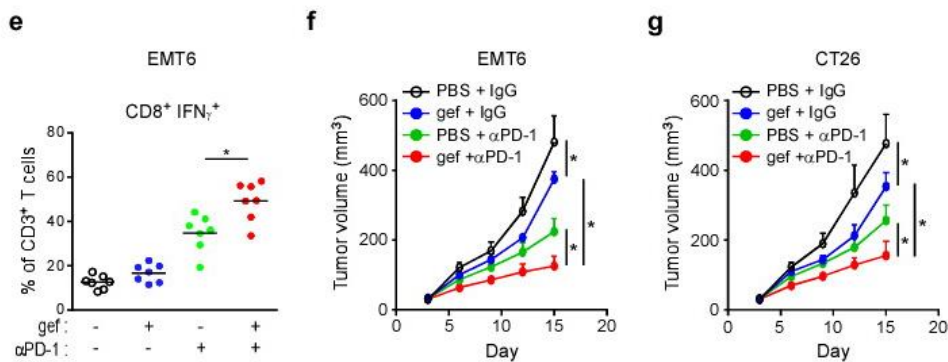 e
EMT6
CD8+ IFNγ+
% of CD3+ T cells
80
60
40
20
0
*
gef : - + - +
αPD-1 : - - + +
f
EMT6
PBS + IgG
gef + IgG
PBS + αPD-1
gef +αPD-1
Tumor volume (mm³)
600
400
200
0
0 5 10 15 20
Day
*
*
*
g
CT26
PBS + IgG
gef + IgG
PBS + αPD-1
gef +αPD-1
Tumor volume (mm³)
600
400
200
0
0 5 10 15 20
Day
*
*
*